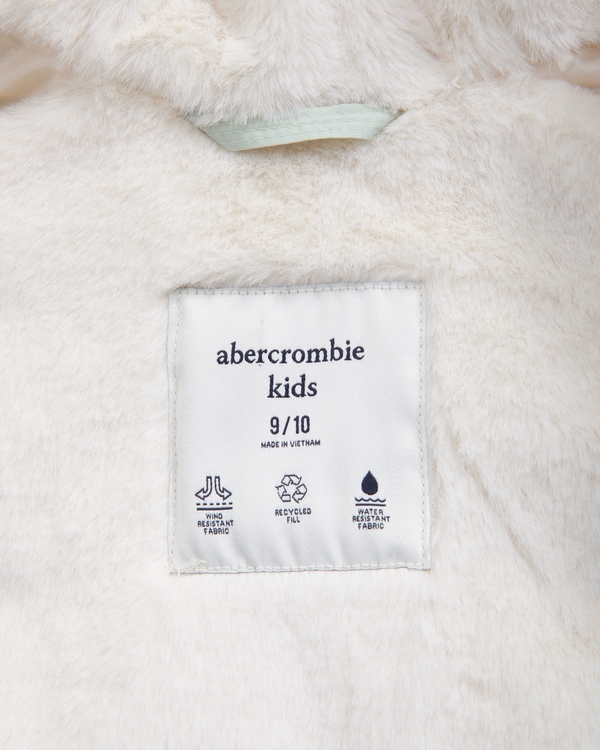 abercrombie
kids
9/10
MADE IN VIETNAM
WIND
RESISTANT
FABRIC
RECYCLED
FILL
WATER
RESISTANT
FABRIC